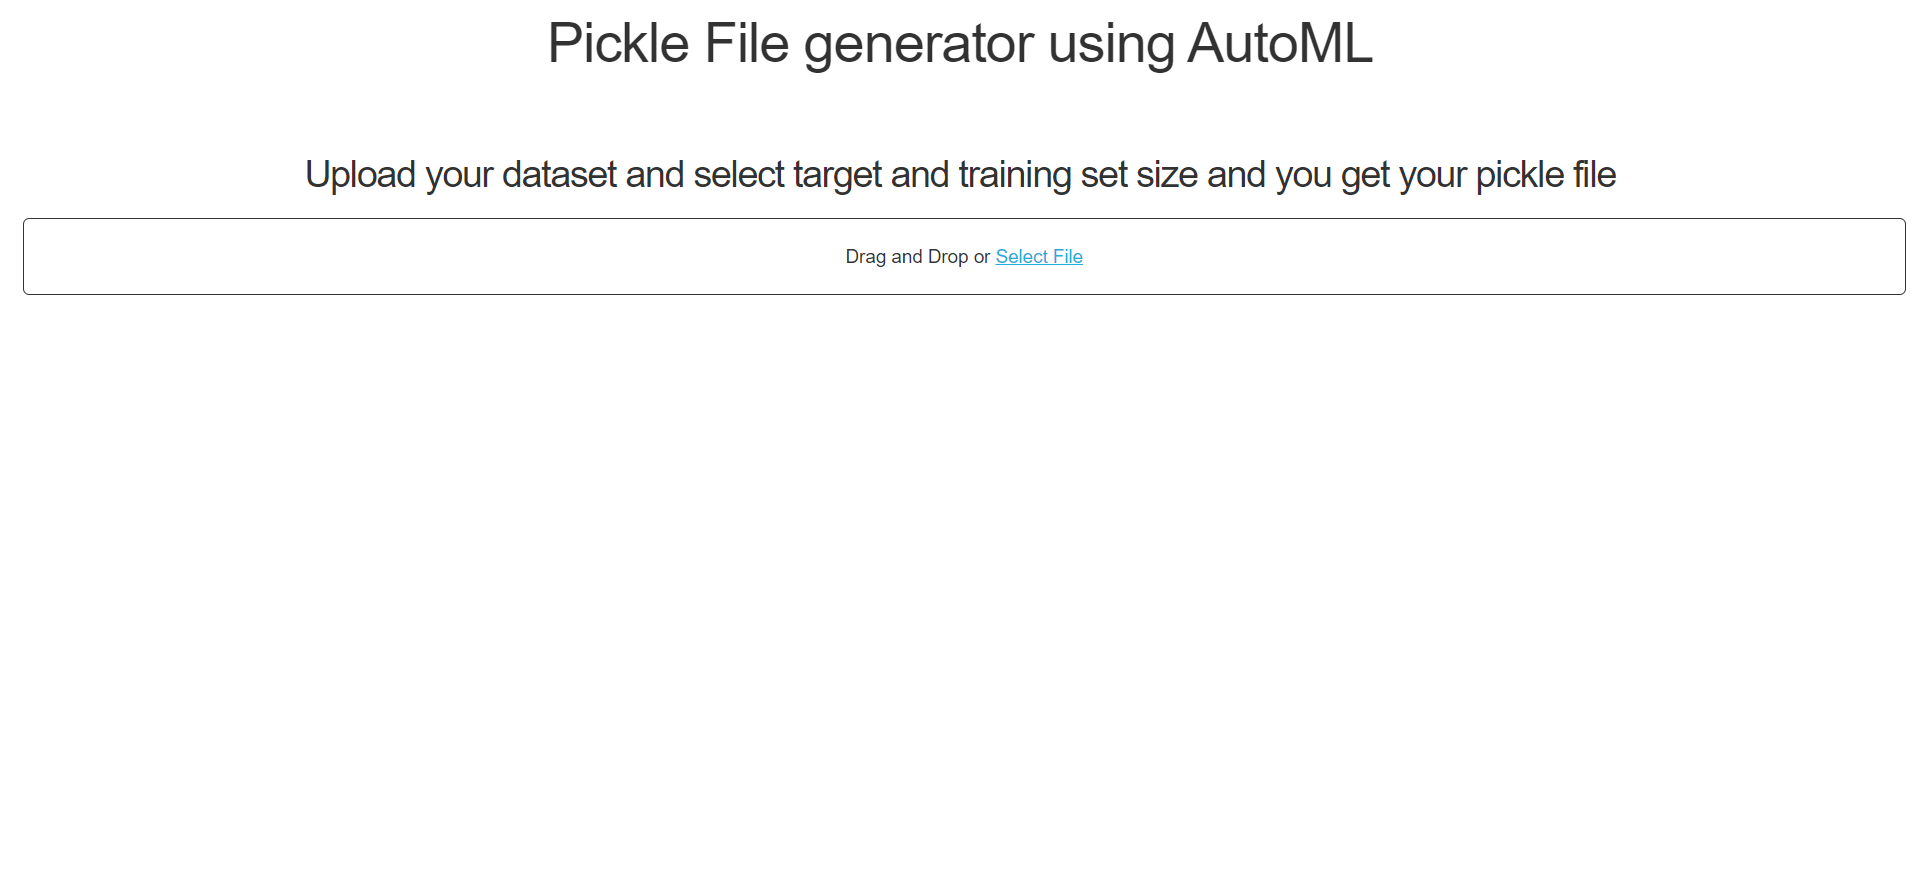 Pickle File generator using AutoML
Upload your dataset and select target and training set size and you get your pickle file
Drag and Drop or Select File